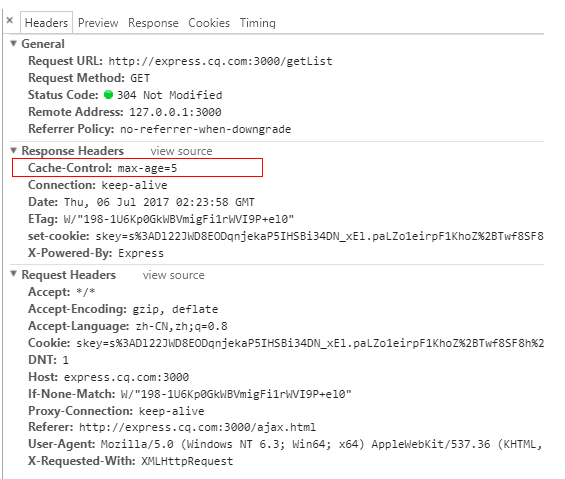 × Headers Preview Response Cookies Timing
▼ General
Request URL: http://express.cq.com:3000/getList
Request Method: GET
Status Code: 304 Not Modified
Remote Address: 127.0.0.1:3000
Referrer Policy: no-referrer-when-downgrade
▼ Response Headers view source
Cache-Control: max-age=5
Connection: keep-alive
Date: Thu, 06 Jul 2017 02:23:58 GMT
ETag: W/"198-1U6Kp0GkWBVmigFi1rWVI9P+el0"
set-cookie: skey=s%3ADl22JWD8EODqnjekaP5IHSBi34DN_xEl.paLZo1eirpF1KhoZ%2BTwf8SF8
X-Powered-By: Express
▼ Request Headers view source
Accept: */*
Accept-Encoding: gzip, deflate
Accept-Language: zh-CN,zh;q=0.8
Cookie: skey=s%3ADl22JWD8EODqnjekaP5IHSBi34DN_xEl.paLZo1eirpF1KhoZ%2BTwf8SF8h%2
DNT: 1
Host: express.cq.com:3000
If-None-Match: W/"198-1U6Kp0GkWBVmigFi1rWVI9P+el0"
Proxy-Connection: keep-alive
Referer: http://express.cq.com:3000/ajax.html
User-Agent: Mozilla/5.0 (Windows NT 6.3; Win64; x64) AppleWebKit/537.36 (KHTML,
X-Requested-With: XMLHttpRequest